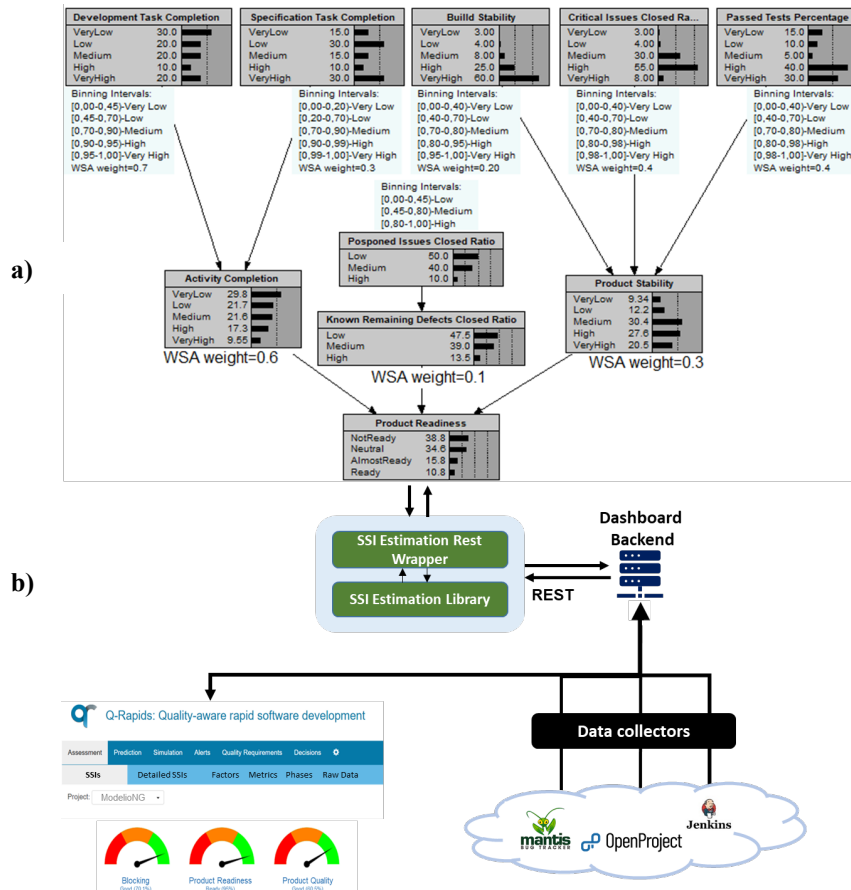 Development Task Completion
VeryLow 30.0
Low 20.0
Medium 20.0
High 10.0
VeryHigh 20.0
Binning Intervals:
[0,00-0,45)-Very Low
[0,45-0,70)-Low
[0,70-0,90)-Medium
[0,90-0,95)-High
[0,95-1,00]-Very High
WSA weight=0.7
Specification Task Completion
VeryLow 15.0
Low 30.0
Medium 15.0
High 10.0
VeryHigh 30.0
Binning Intervals:
[0,00-0,20)-Very Low
[0,20-0,70)-Low
[0,70-0,90)-Medium
[0,90-0,99)-High
[0,99-1,00]-Very High
WSA weight=0.3
Builld Stability
VeryLow 3.00
Low 4.00
Medium 8.00
High 25.0
VeryHigh 60.0
Binning Intervals:
[0,00-0,40)-Very Low
[0,40-0,70)-Low
[0,70-0,80)-Medium
[0,80-0,95)-High
[0,95-1,00]-Very High
WSA weight=0.20
Critical Issues Closed Ra...
VeryLow 3.00
Low 4.00
Medium 30.0
High 55.0
VeryHigh 8.00
Binning Intervals:
[0,00-0,40)-Very Low
[0,40-0,70)-Low
[0,70-0,80)-Medium
[0,80-0,98)-High
[0,98-1,00]-Very High
WSA weight=0.4
Passed Tests Percentage
VeryLow 15.0
Low 10.0
Medium 5.00
High 40.0
VeryHigh 30.0
Binning Intervals:
[0,00-0,40)-Very Low
[0,40-0,70)-Low
[0,70-0,80)-Medium
[0,80-0,98)-High
[0,98-1,00]-Very High
WSA weight=0.4
Binning Intervals:
[0,00-0,45)-Low
[0,45-0,80)-Medium
[0,80-1,00]-High
a)
Posponed Issues Closed Ratio
Low 50.0
Medium 40.0
High 10.0
Activity Completion
VeryLow 29.8
Low 21.7
Medium 21.6
High 17.3
VeryHigh 9.55
WSA weight=0.6
Known Remaining Defects Closed Ratio
Low 47.5
Medium 39.0
High 13.5
WSA weight=0.1
Product Stability
VeryLow 9.34
Low 12.2
Medium 30.4
High 27.6
VeryHigh 20.5
WSA weight=0.3
Product Readiness
NotReady 38.8
Neutral 34.6
AlmostReady 15.8
Ready 10.8
b)
SSI Estimation Rest
Wrapper
SSI Estimation Library
REST
Dashboard
Backend
qr Q-Rapids: Quality-aware rapid software development
Assessment Prediction Simulation Alerts Quality Requirements Decisions
SSIs Detailed SSIs Factors Metrics Phases Raw Data
Project: ModelioNG
Blocking
Product Readiness
Product Quality
Data collectors
mantis
BUG TRACKER
OpenProject
Jenkins